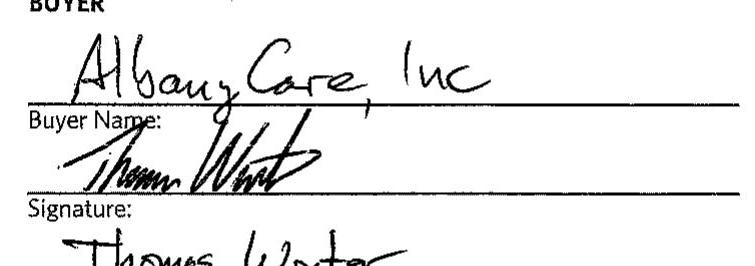 BUYER
Albany Care, Inc
Buyer Name:
Signature:
Thomas